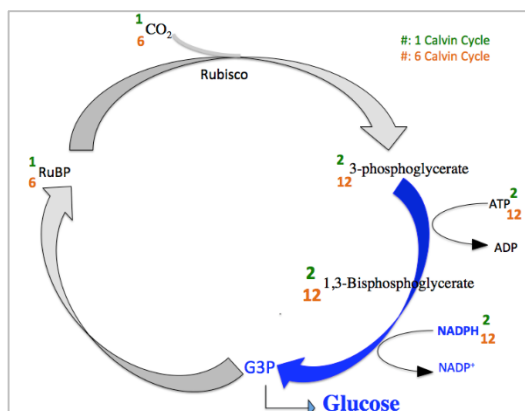 1
6 CO₂
#: 1 Calvin Cycle
#: 6 Calvin Cycle
Rubisco
1
6 RuBP
2
12 3-phosphoglycerate
ATP 2
12
ADP
2
12 1,3-Bisphosphoglycerate
NADPH 2
12
NADP⁺
G3P
Glucose